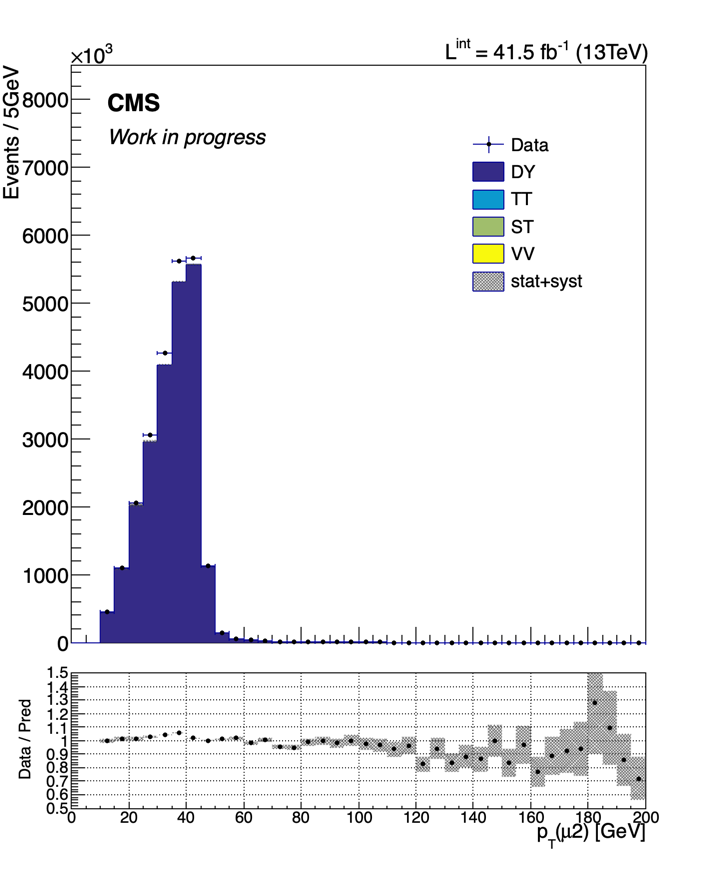 ×10³
L^int = 41.5 fb⁻¹ (13TeV)
Events / 5GeV
8000
7000
6000
5000
4000
3000
2000
1000
0
CMS
Work in progress
Data
DY
TT
ST
VV
stat+syst
Data / Pred
1.5
1.4
1.3
1.2
1.1
1
0.9
0.8
0.7
0.6
0.5
0 20 40 60 80 100 120 140 160 180 200
p_T(μ2) [GeV]